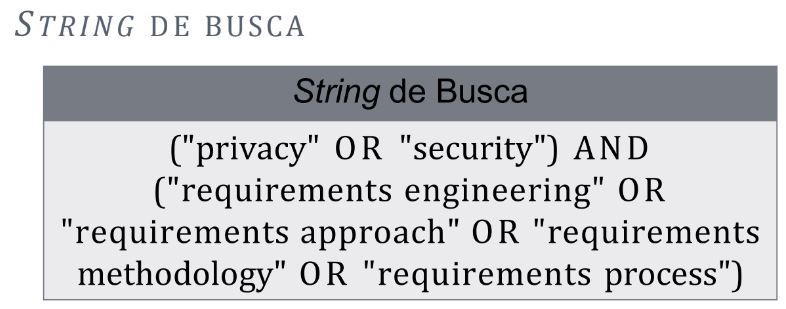 STRING DE BUSCA
String de Busca
("privacy" OR "security") AND
("requirements engineering" OR
"requirements approach" OR "requirements
methodology" OR "requirements process")